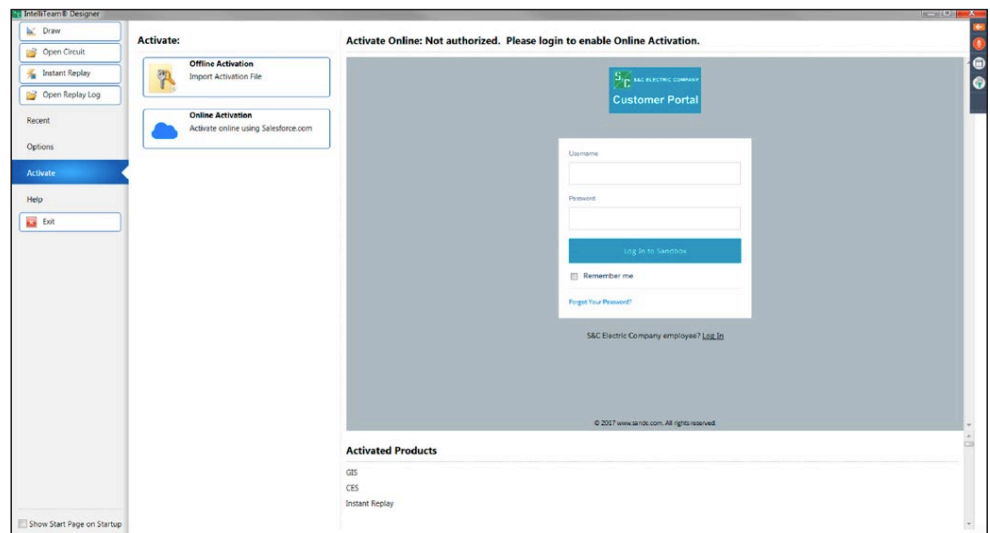 IntelliTeam® Designer
Draw
Open Circuit
Instant Replay
Open Replay Log
Recent
Options
Activate
Help
Exit
Show Start Page on Startup
Activate:
Offline Activation
Import Activation File
Online Activation
Activate online using Salesforce.com
Activate Online: Not authorized. Please login to enable Online Activation.
S&C ELECTRIC COMPANY
Customer Portal
Username
Password
Log In to Sandbox
Remember me
Forgot Your Password?
S&C Electric Company employee? Log In
© 2017 www.sandc.com. All rights reserved.
Activated Products
GIS
CES
Instant Replay